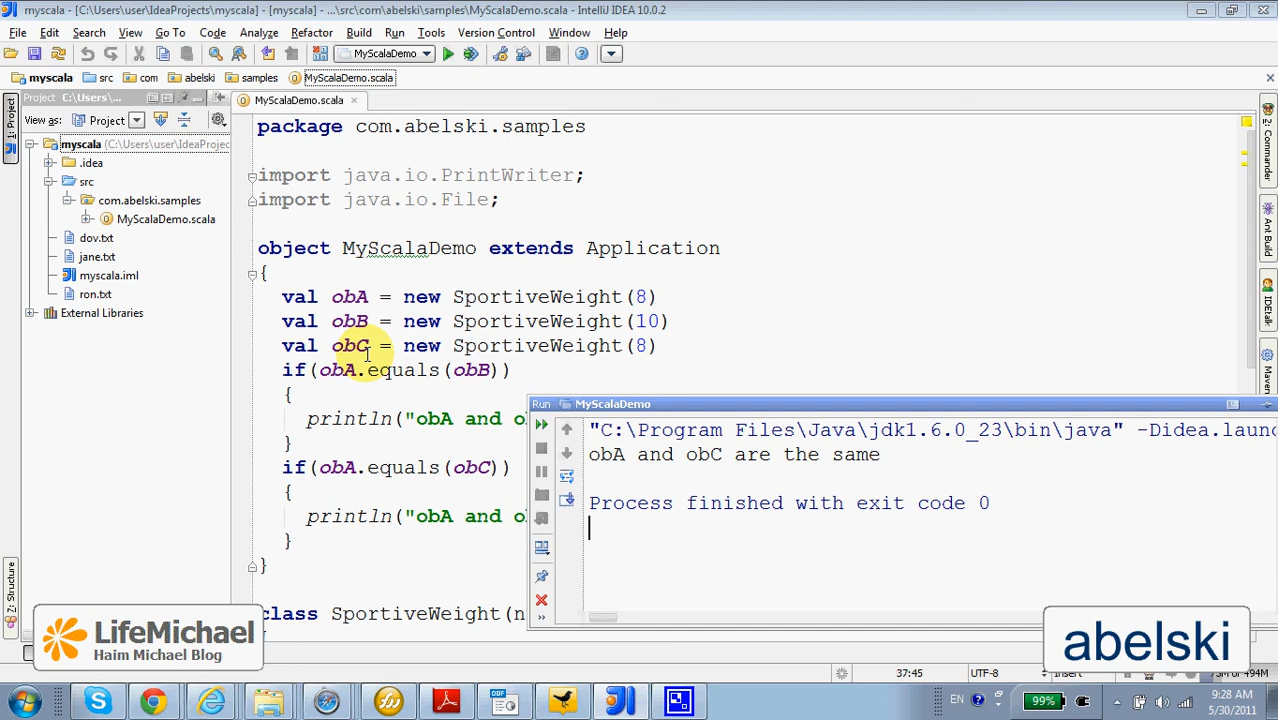 myscala - [C:\Users\user\IdeaProjects\myscala] - [myscala] - ...\src\com\abelski\samples\MyScalaDemo.scala - IntelliJ IDEA 10.0.2
File Edit Search View Go To Code Analyze Refactor Build Run Tools Version Control Window Help
MyScalaDemo
myscala src com abelski samples MyScalaDemo.scala
Project C:\Users\...
MyScalaDemo.scala
View as: Project
1: Project
myscala (C:\Users\user\IdeaProjec
.idea
src
com.abelski.samples
MyScalaDemo.scala
dov.txt
jane.txt
myscala.iml
ron.txt
External Libraries
2: Structure
package com.abelski.samples
import java.io.PrintWriter;
import java.io.File;
object MyScalaDemo extends Application
{
val obA = new SportiveWeight(8)
val obB = new SportiveWeight(10)
val obC = new SportiveWeight(8)
if(obA.equals(obB))
{
println("obA and o
}
if(obA.equals(obC))
{
println("obA and o
}
}
class SportiveWeight(n
Run MyScalaDemo
"C:\Program Files\Java\jdk1.6.0_23\bin\java" -Didea.launc
obA and obC are the same
Process finished with exit code 0
2: Commander
Ant Build
IDEtalk
Maven
LifeMichael
Haim Michael Blog
abelski
37:45 UTF-8 Insert of 494M
EN 99% 9:28 AM
5/30/2011